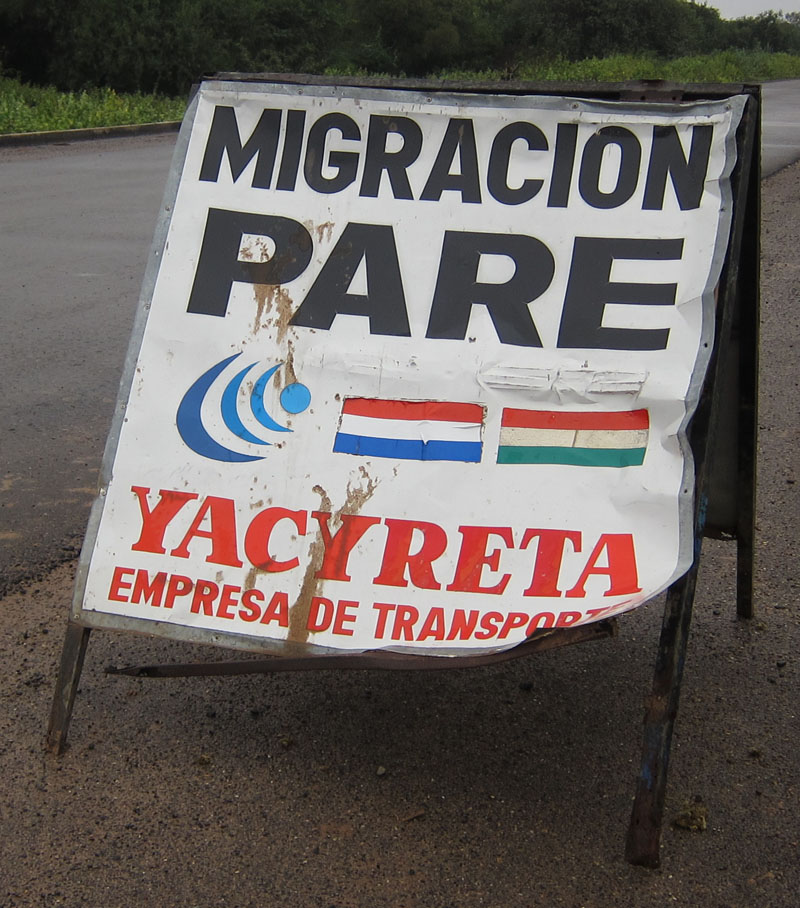 MIGRACION
PARE
YACYRETA
EMPRESA DE TRANSPORTE